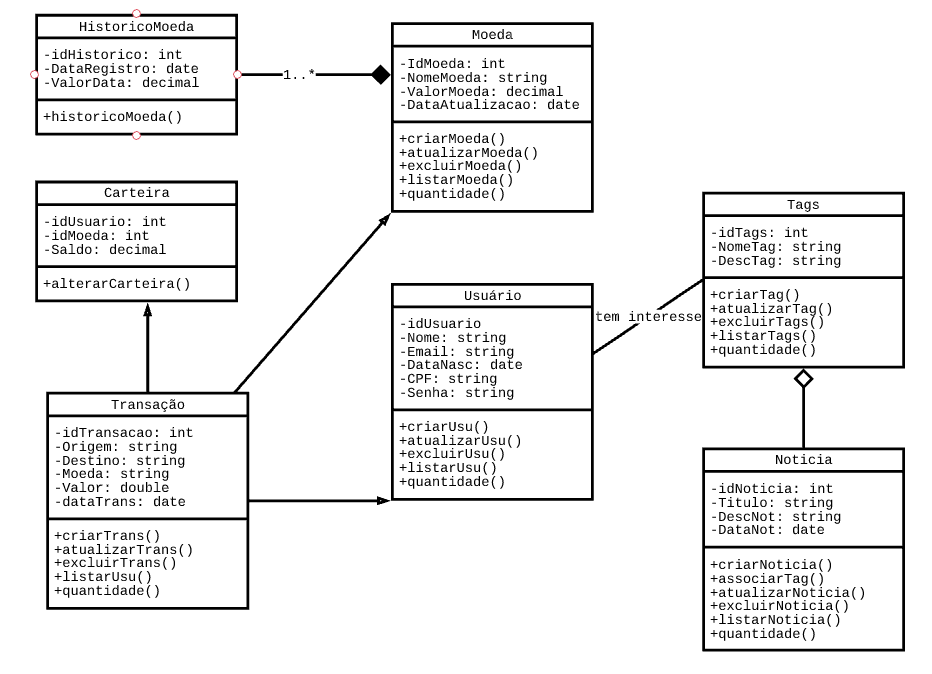 HistoricoMoeda
-idHistorico: int
-DataRegistro: date
-ValorData: decimal
+historicoMoeda()
1..*
Moeda
-IdMoeda: int
-NomeMoeda: string
-ValorMoeda: decimal
-DataAtualizacao: date
+criarMoeda()
+atualizarMoeda()
+excluirMoeda()
+listarMoeda()
+quantidade()
Carteira
-idUsuario: int
-idMoeda: int
-Saldo: decimal
+alterarCarteira()
Usuário
-idUsuario
-Nome: string
-Email: string
-DataNasc: date
-CPF: string
-Senha: string
+criarUsu()
+atualizarUsu()
+excluirUsu()
+listarUsu()
+quantidade()
tem interesse
Tags
-idTags: int
-NomeTag: string
-DescTag: string
+criarTag()
+atualizarTag()
+excluirTags()
+listarTags()
+quantidade()
Transação
-idTransacao: int
-Origem: string
-Destino: string
-Moeda: string
-Valor: double
-dataTrans: date
+criarTrans()
+atualizarTrans()
+excluirTrans()
+listarUsu()
+quantidade()
Noticia
-idNoticia: int
-Titulo: string
-DescNot: string
-DataNot: date
+criarNoticia()
+associarTag()
+atualizarNoticia()
+excluirNoticia()
+listarNoticia()
+quantidade()